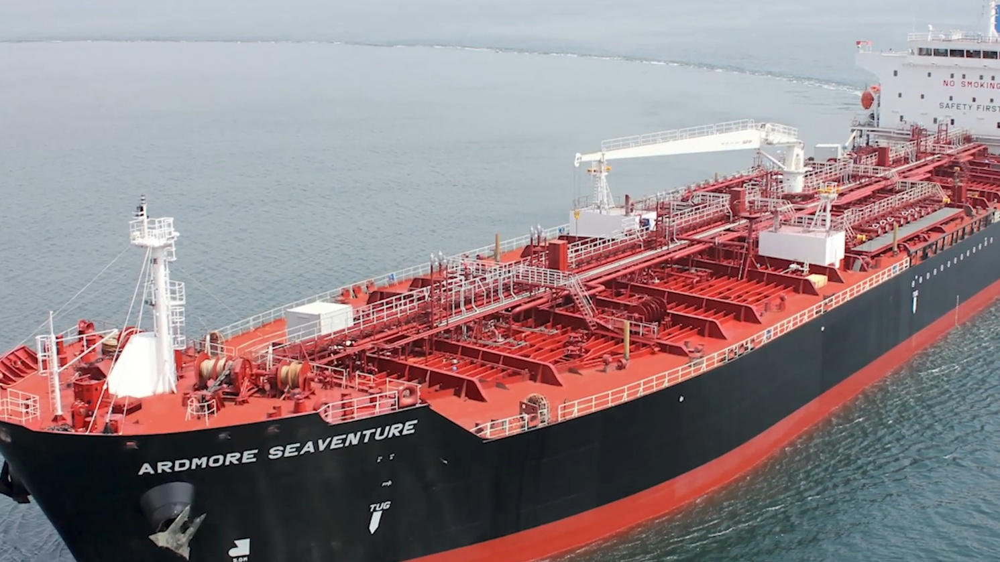 NO SMOKING
SAFETY FIRST
ARDMORE SEAVENTURE
TUG